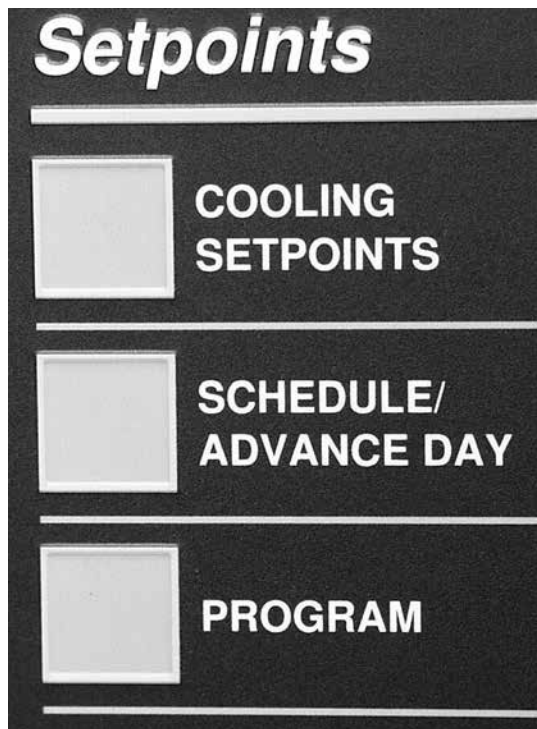 Setpoints
COOLING
SETPOINTS
SCHEDULE/
ADVANCE DAY
PROGRAM